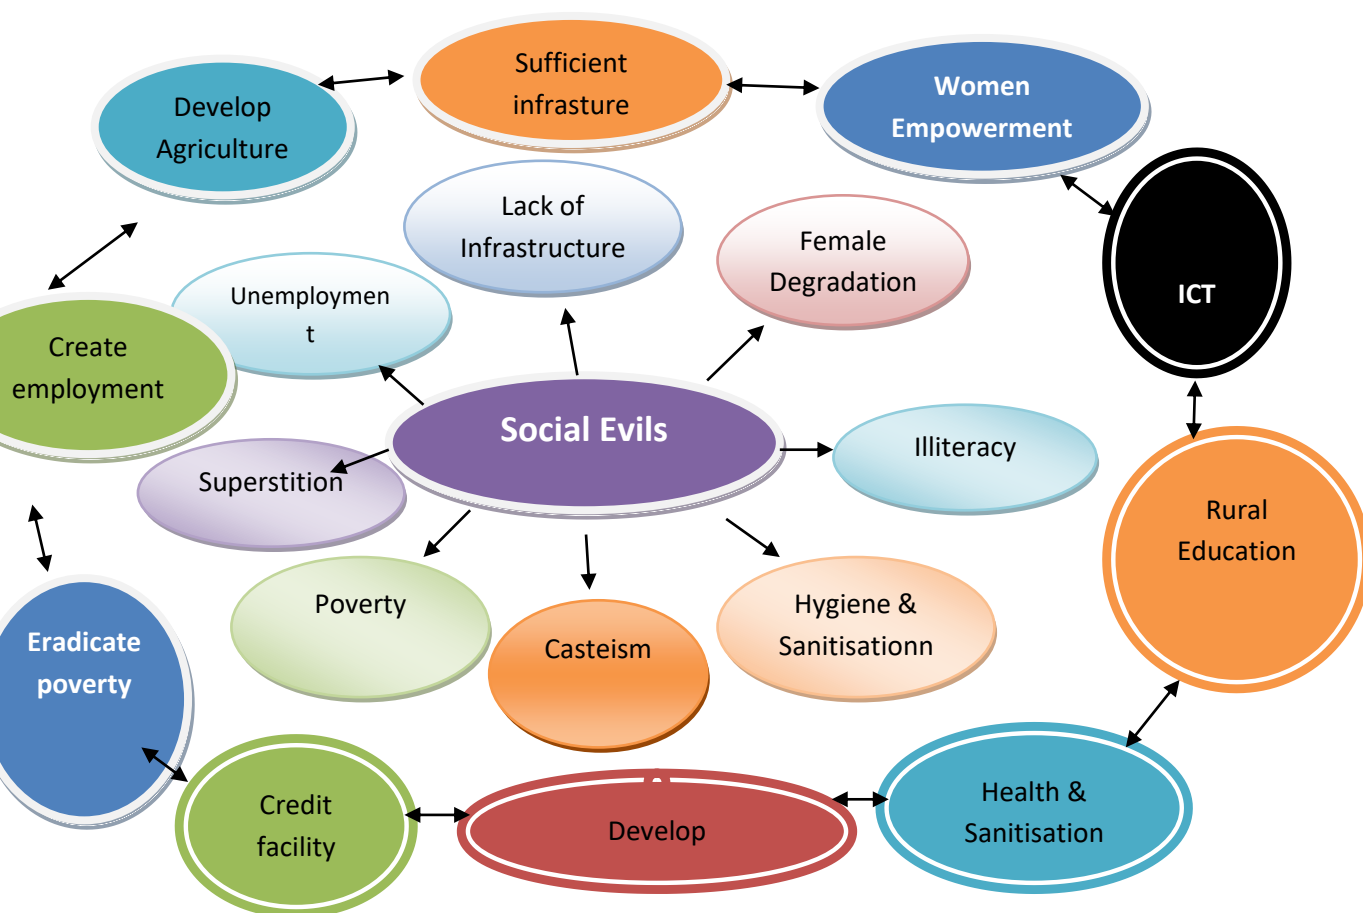 Sufficient
infrasture
Women
Empowerment
Develop
Agriculture
Lack of
Infrastructure
Female
Degradation
ICT
Unemploymen
t
Create
employment
Social Evils
Illiteracy
Superstition
Rural
Education
Poverty
Casteism
Hygiene &
Sanitisationn
Eradicate
poverty
Credit
facility
Develop
Health &
Sanitisation